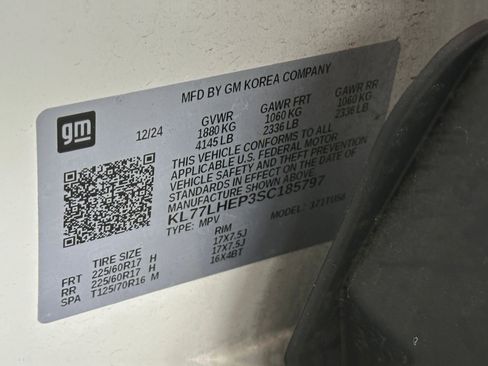 MFD BY GM KOREA COMPANY
gm
12/24
GVWR
1880 KG
4145 LB
GAWR FRT
1060 KG
2336 LB
GAWR RR
1060 KG
2336 LB
THIS VEHICLE CONFORMS TO ALL
APPLICABLE U.S. FEDERAL MOTOR
VEHICLE SAFETY AND THEFT PREVENTION
STANDARDS IN EFFECT ON THE DATE OF
MANUFACTURE SHOWN ABOVE.
KL77LHEP3SC185797
TYPE: MPV MODEL: 1TU58
TIRE SIZE RIM
FRT 225/60R17 H 17X7.5J
RR 225/60R17 H 17X7.5J
SPA T125/70R16 M 16X4BT